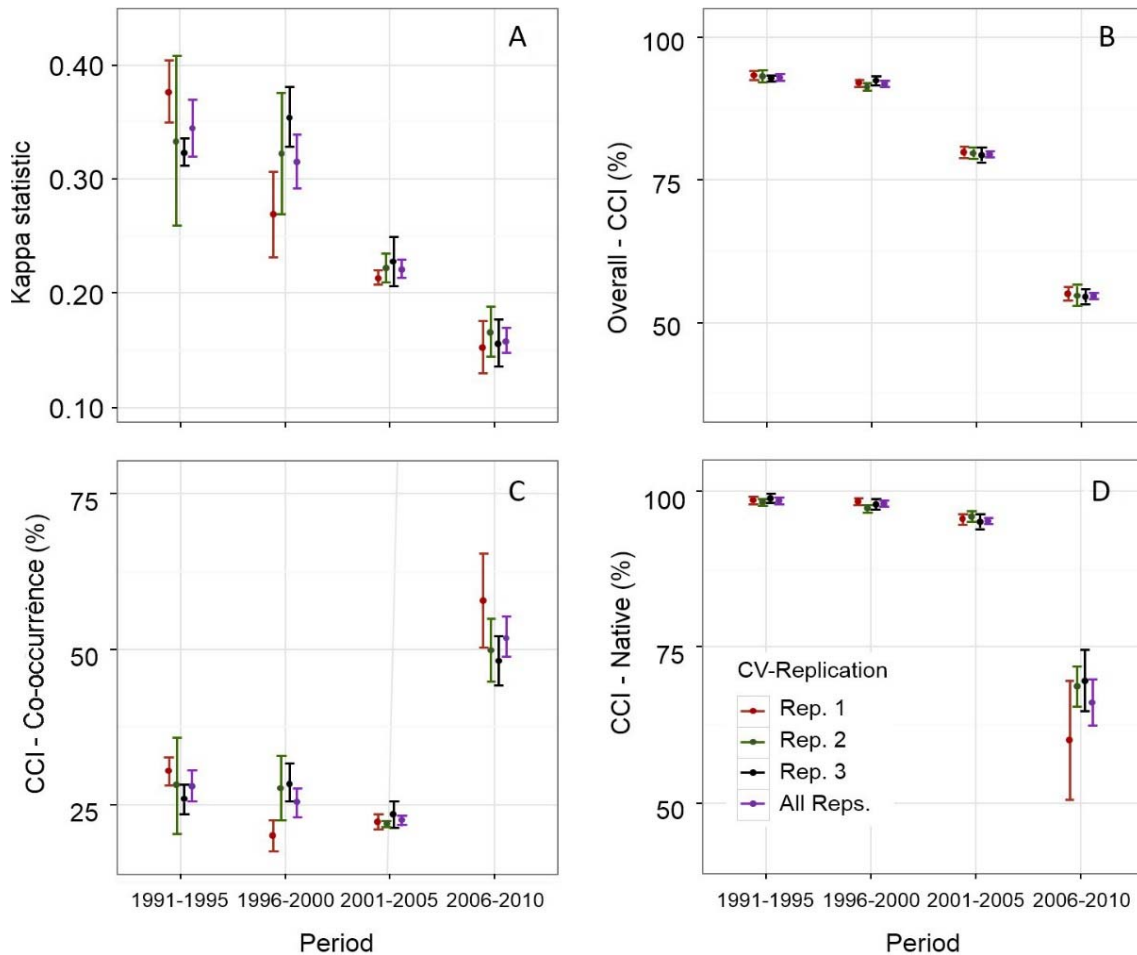 A
Kappa statistic
0.40
0.30
0.20
0.10
B
Overall - CCI (%)
100
75
50
C
CCI - Co-occurrence (%)
75
50
25
1991-1995 1996-2000 2001-2005 2006-2010
Period
D
CCI - Native (%)
100
75
50
CV-Replication
Rep. 1
Rep. 2
Rep. 3
All Reps.
1991-1995 1996-2000 2001-2005 2006-2010
Period